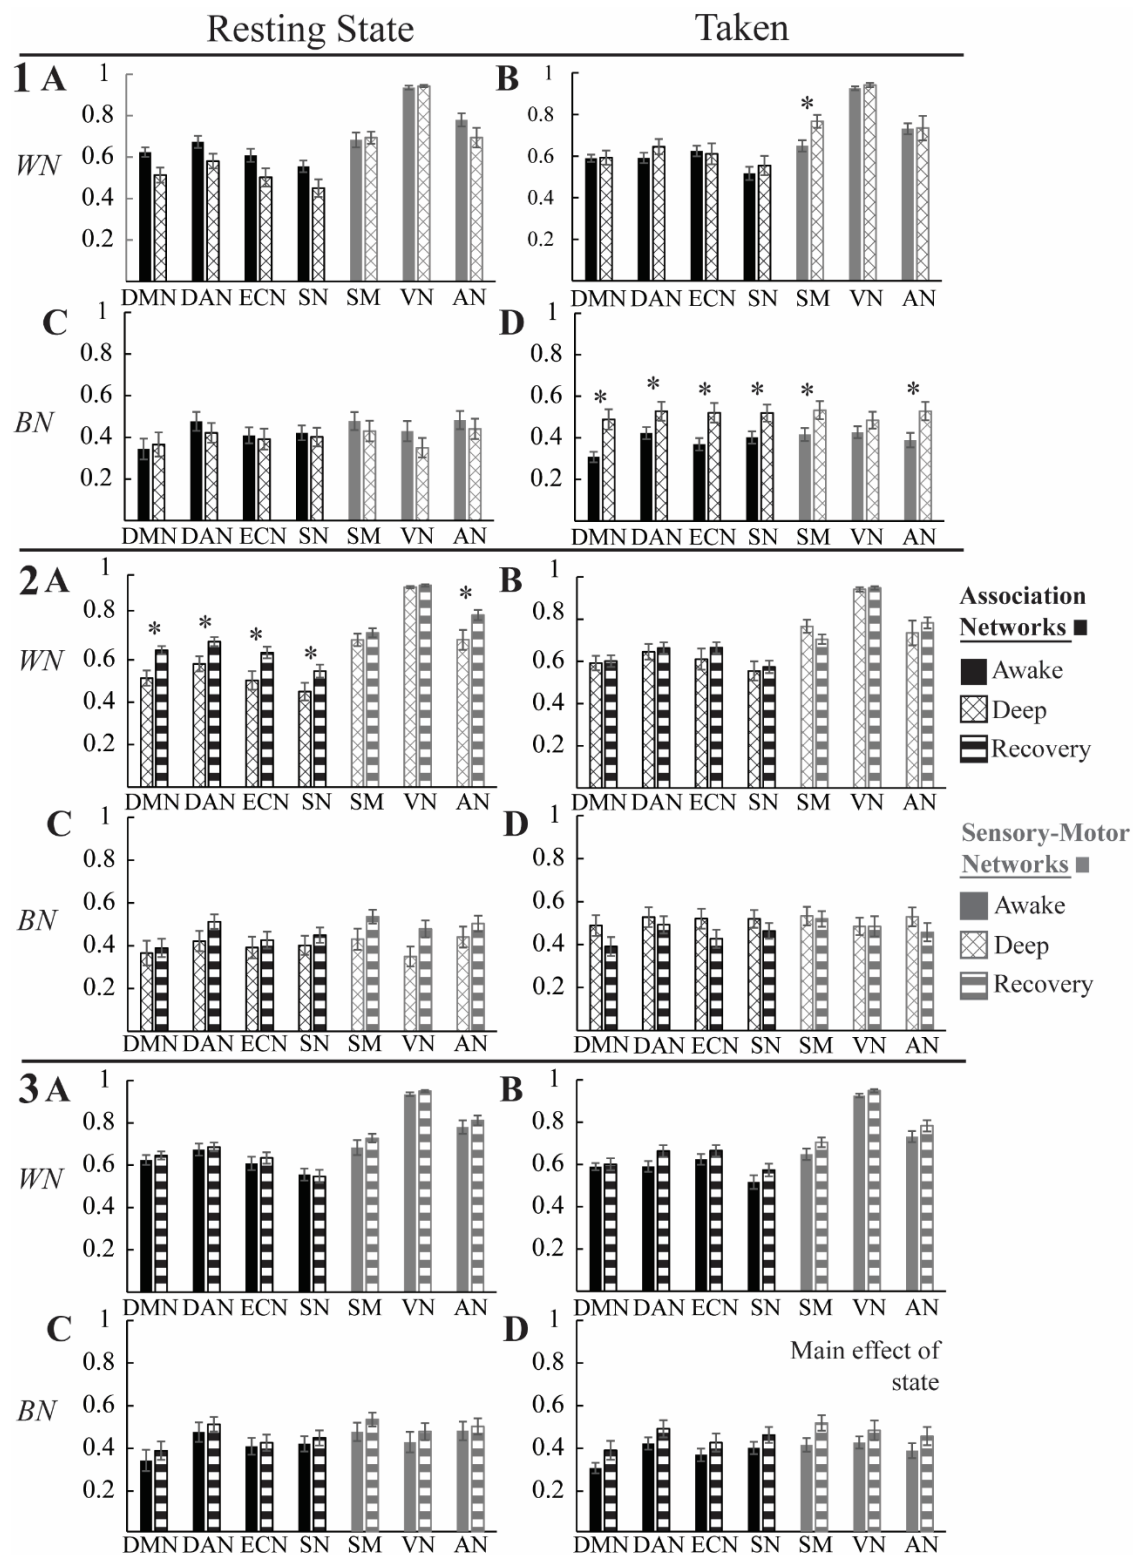 Resting State Taken
1 A B
WN
1 1
0.8 0.8
* 
0.6 0.6
0.4 0.4
0.2 0.2
DMN DAN ECN SN SM VN AN DMN DAN ECN SN SM VN AN
C D
BN
1 1
0.8 0.8
* * * * * *
0.6 0.6
0.4 0.4
0.2 0.2
DMN DAN ECN SN SM VN AN DMN DAN ECN SN SM VN AN
2 A B
WN
1 1
0.8 0.8
* * * * *
0.6 0.6
0.4 0.4
0.2 0.2
DMN DAN ECN SN SM VN AN DMN DAN ECN SN SM VN AN
C D
BN
1 1
0.8 0.8
0.6 0.6
0.4 0.4
0.2 0.2
DMN DAN ECN SN SM VN AN DMN DAN ECN SN SM VN AN
Association
Networks
Awake
Deep
Recovery
Sensory-Motor
Networks
Awake
Deep
Recovery
3 A B
WN
1 1
0.8 0.8
0.6 0.6
0.4 0.4
0.2 0.2
DMN DAN ECN SN SM VN AN DMN DAN ECN SN SM VN AN
C D
BN
1 1
0.8 0.8
0.6 0.6
0.4 0.4
0.2 0.2
Main effect of
state
DMN DAN ECN SN SM VN AN DMN DAN ECN SN SM VN AN